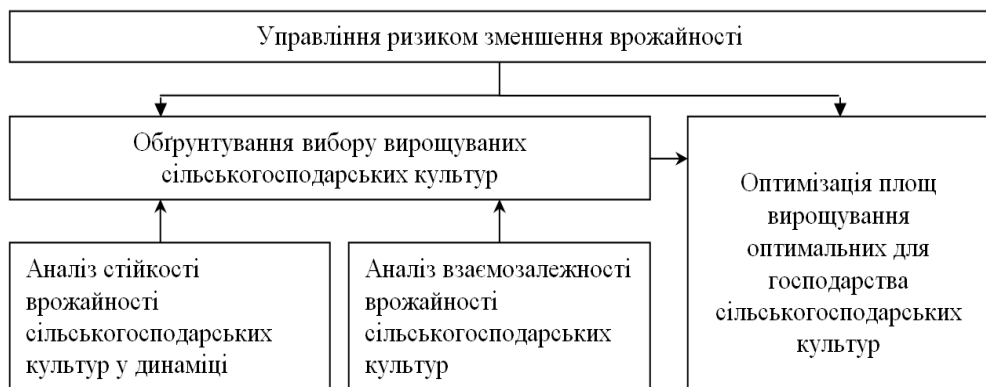 Управління ризиком зменшення врожайності
Обґрунтування вибору вирощуваних
сільськогосподарських культур
Аналіз стійкості
врожайності
сільськогосподарських
культур у динаміці
Аналіз взаємозалежності
врожайності
сільськогосподарських
культур
Оптимізація площ
вирощування
оптимальних для
господарства
сільськогосподарських
культур